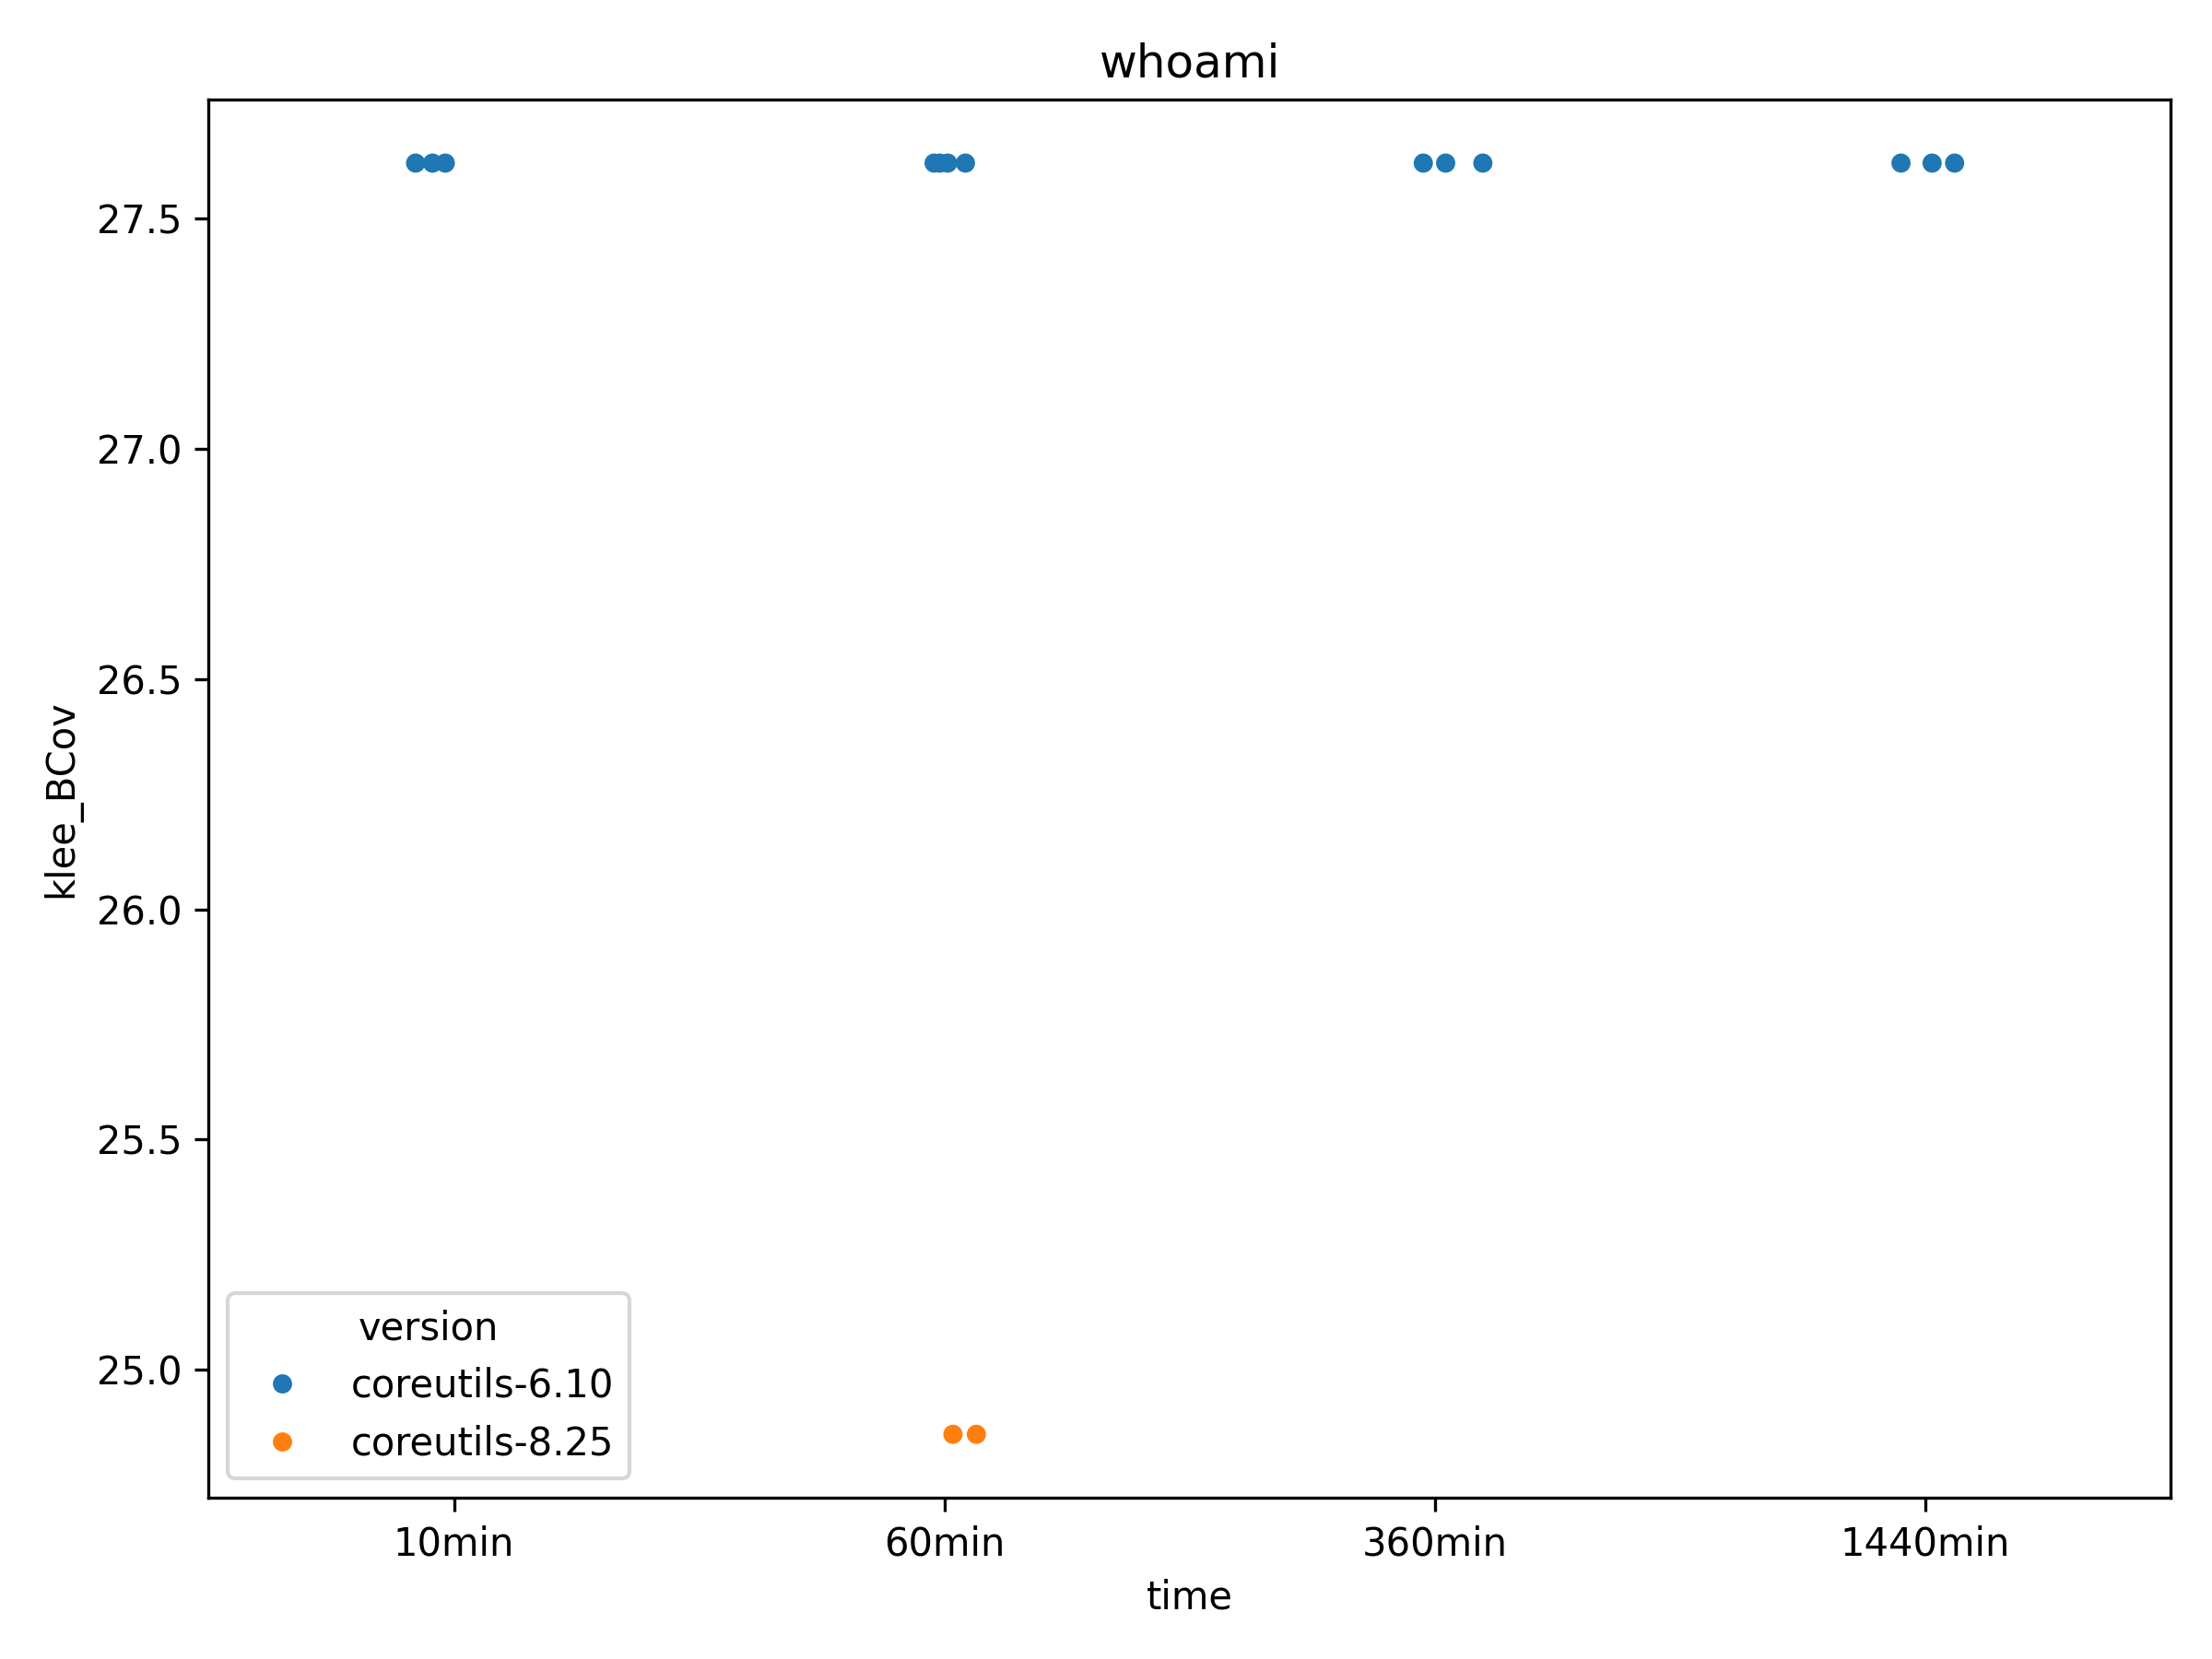 whoami
klee_BCov
27.5
27.0
26.5
26.0
25.5
25.0
version
coreutils-6.10
coreutils-8.25
10min 60min 360min 1440min
time